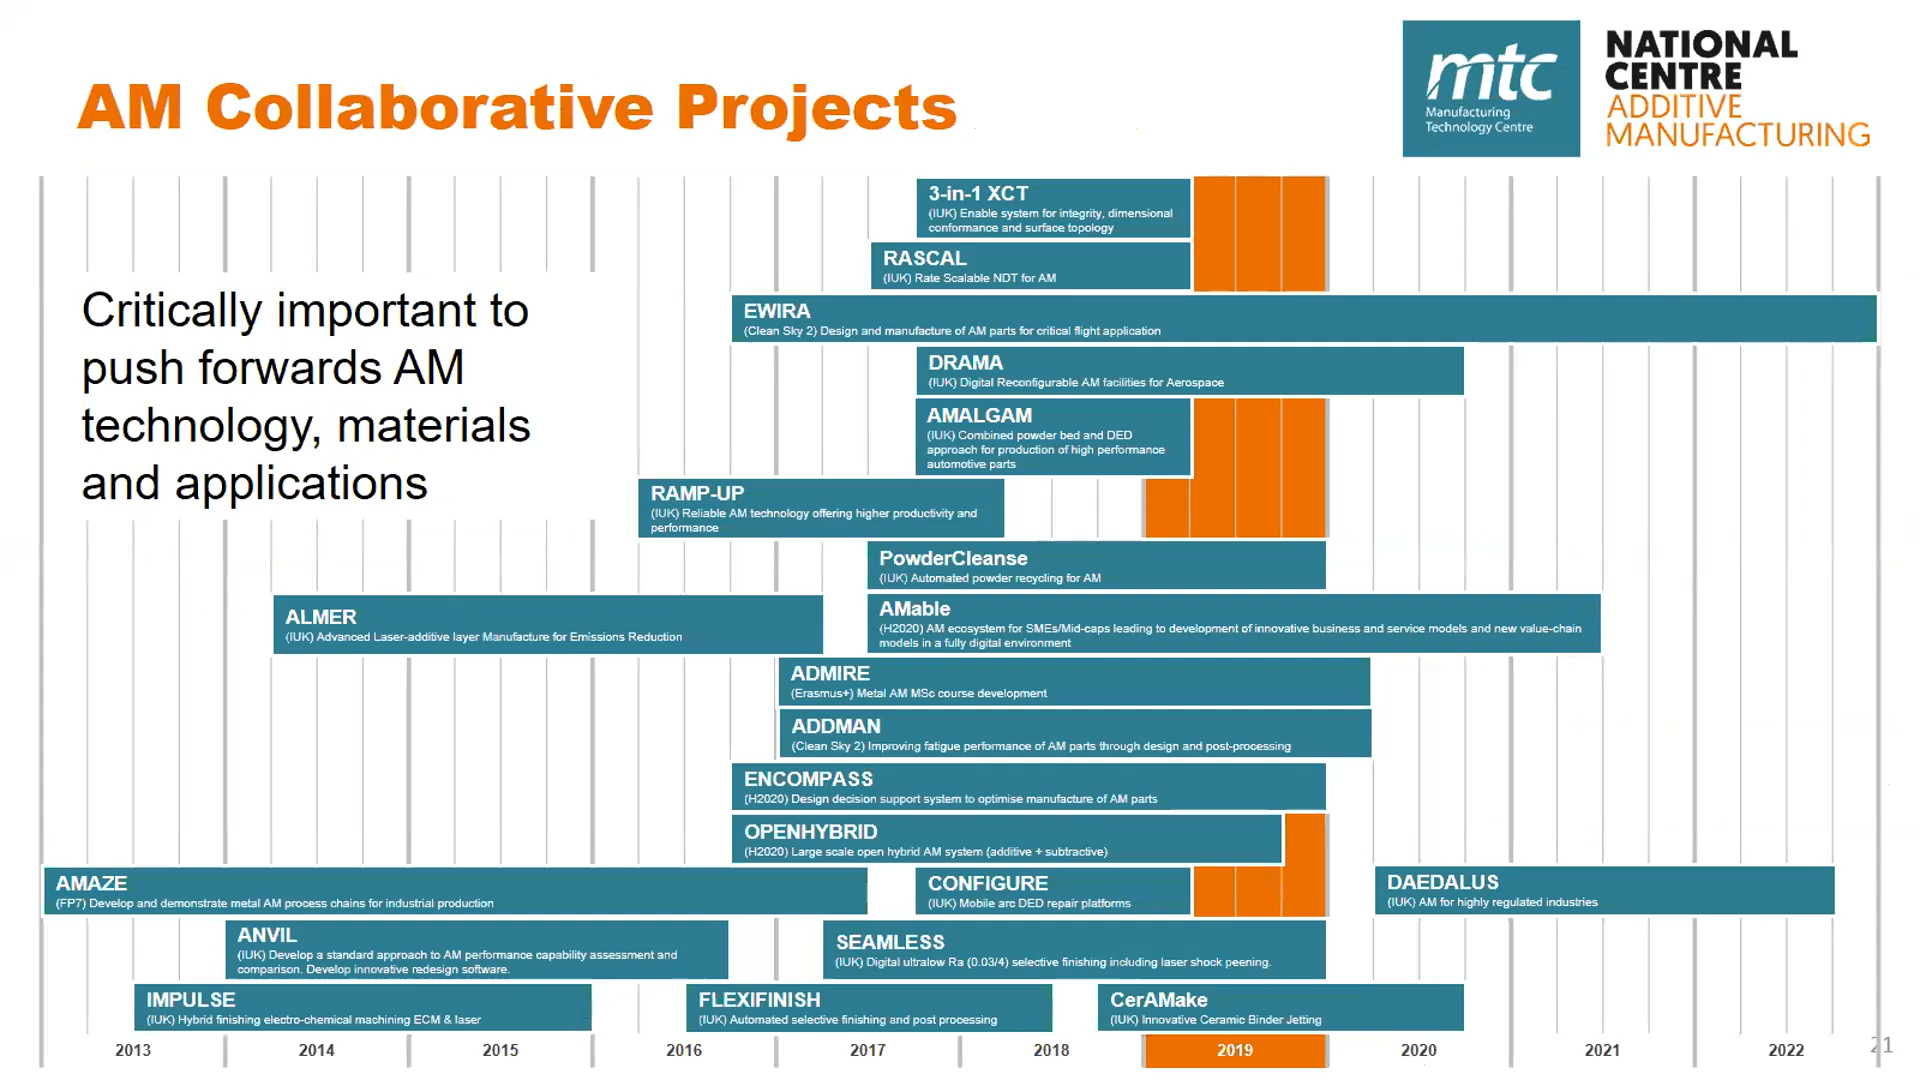 AM Collaborative Projects
mtc
Manufacturing
Technology Centre
NATIONAL
CENTRE
ADDITIVE
MANUFACTURING
Critically important to
push forwards AM
technology, materials
and applications
3-in-1 XCT
(IUK) Enable system for integrity, dimensional
conformance and surface topology
RASCAL
(IUK) Rate Scalable NDT for AM
EWIRA
(Clean Sky 2) Design and manufacture of AM parts for critical flight application
DRAMA
(IUK) Digital Reconfigurable AM facilities for Aerospace
AMALGAM
(IUK) Combined powder bed and DED
approach for production of high performance
automotive parts
RAMP-UP
(IUK) Reliable AM technology offering higher productivity and
performance
PowderCleanse
(IUK) Automated powder recycling for AM
ALMER
(IUK) Advanced Laser-additive layer Manufacture for Emissions Reduction
AMable
(H2020) AM ecosystem for SMEs/Mid-caps leading to development of innovative business and service models and new value-chain
models in a fully digital environment
ADMIRE
(Erasmus+) Metal AM MSc course development
ADDMAN
(Clean Sky 2) Improving fatigue performance of AM parts through design and post-processing
ENCOMPASS
(H2020) Design decision support system to optimise manufacture of AM parts
OPENHYBRID
(H2020) Large scale open hybrid AM system (additive + subtractive)
AMAZE
(FP7) Develop and demonstrate metal AM process chains for industrial production
CONFIGURE
(IUK) Mobile arc DED repair platforms
DAEDALUS
(IUK) AM for highly regulated industries
ANVIL
(IUK) Develop a standard approach to AM performance capability assessment and
comparison. Develop innovative redesign software.
SEAMLESS
(IUK) Digital ultralow Ra (0.03/4) selective finishing including laser shock peening.
IMPULSE
(IUK) Hybrid finishing electro-chemical machining ECM & laser
FLEXIFINISH
(IUK) Automated selective finishing and post processing
CerAMake
(IUK) Innovative Ceramic Binder Jetting
2013 2014 2015 2016 2017 2018 2019 2020 2021 2022
21